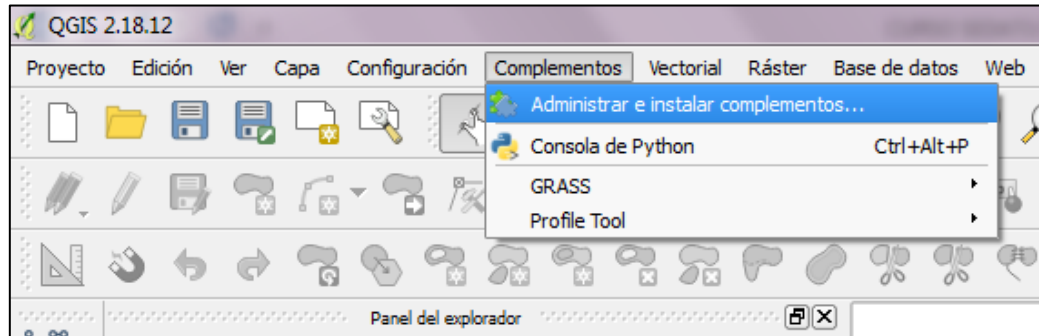 QGIS 2.18.12
Proyecto Edición Ver Capa Configuración Complementos Vectorial Ráster Base de datos Web
Administrar e instalar complementos...
Consola de Python Ctrl+Alt+P
GRASS
Profile Tool
Panel del explorador